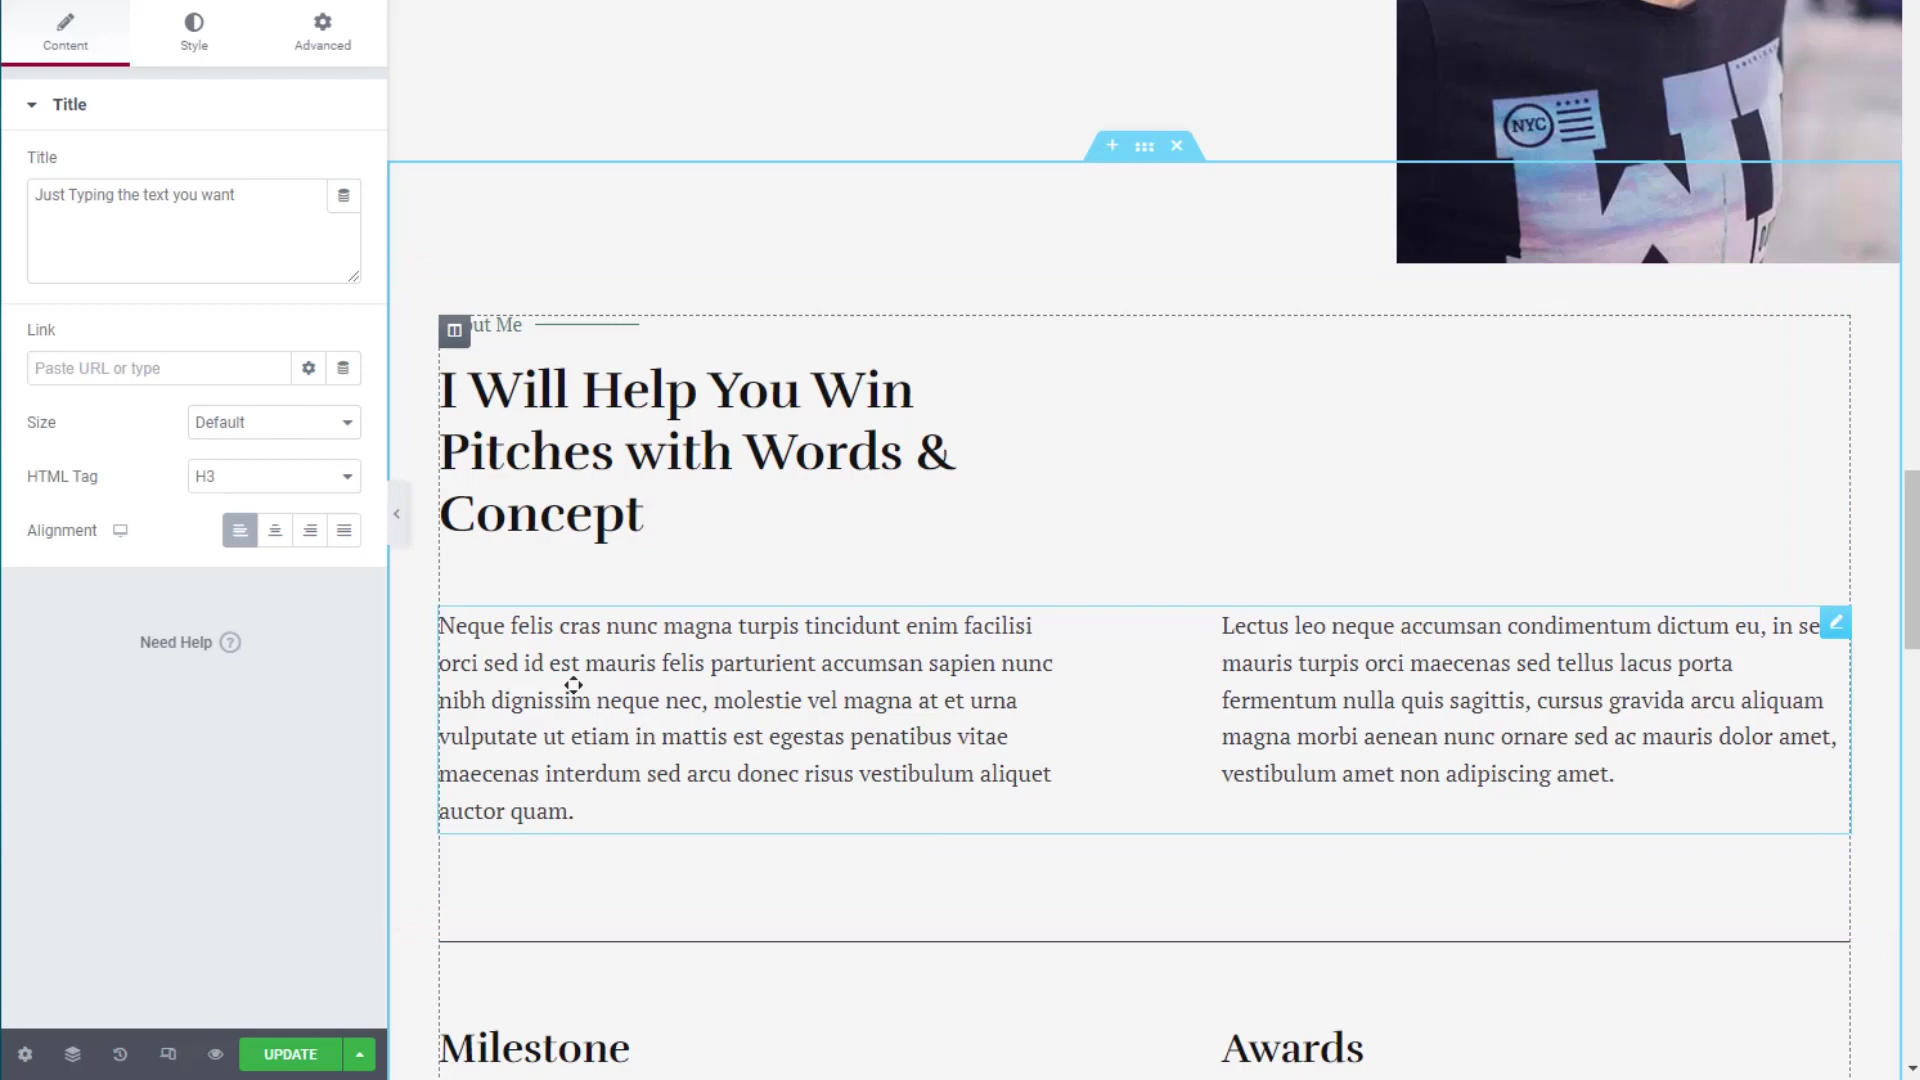 Content
Style
Advanced
Title
Title
Just Typing the text you want
Link
Paste URL or type
Size
Default
HTML Tag
H3
Alignment
Need Help ?
UPDATE
NYC
out Me
I Will Help You Win
Pitches with Words &
Concept
Neque felis cras nunc magna turpis tincidunt enim facilisi
orci sed id est mauris felis parturient accumsan sapien nunc
nibh dignissim neque nec, molestie vel magna at et urna
vulputate ut etiam in mattis est egestas penatibus vitae
maecenas interdum sed arcu donec risus vestibulum aliquet
auctor quam.
Lectus leo neque accumsan condimentum dictum eu, in se
mauris turpis orci maecenas sed tellus lacus porta
fermentum nulla quis sagittis, cursus gravida arcu aliquam
magna morbi aenean nunc ornare sed ac mauris dolor amet,
vestibulum amet non adipiscing amet.
Milestone
Awards